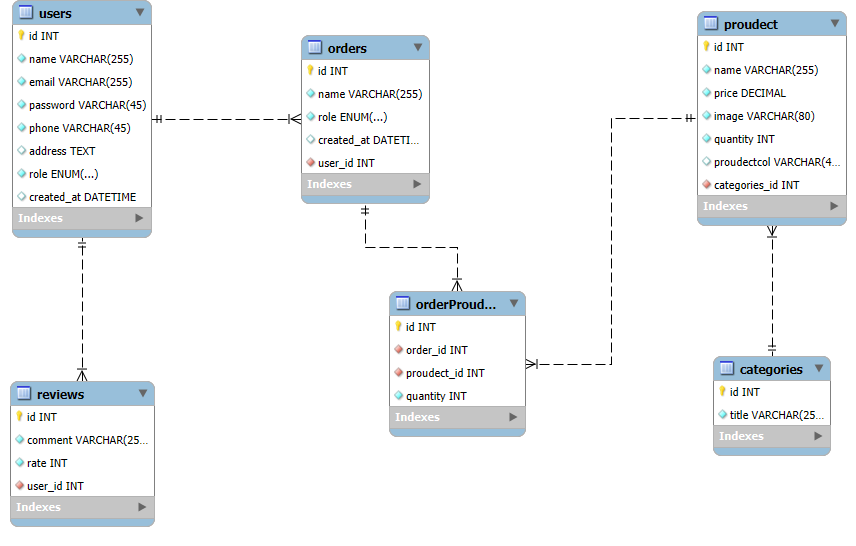 users
id INT
name VARCHAR(255)
email VARCHAR(255)
password VARCHAR(45)
phone VARCHAR(45)
address TEXT
role ENUM(...)
created_at DATETIME
Indexes
orders
id INT
name VARCHAR(255)
role ENUM(...)
created_at DATETI...
user_id INT
Indexes
proudect
id INT
name VARCHAR(255)
price DECIMAL
image VARCHAR(80)
quantity INT
proudectcol VARCHAR(4...
categories_id INT
Indexes
orderProud...
id INT
order_id INT
proudect_id INT
quantity INT
Indexes
categories
id INT
title VARCHAR(25...
Indexes
reviews
id INT
comment VARCHAR(25...
rate INT
user_id INT
Indexes